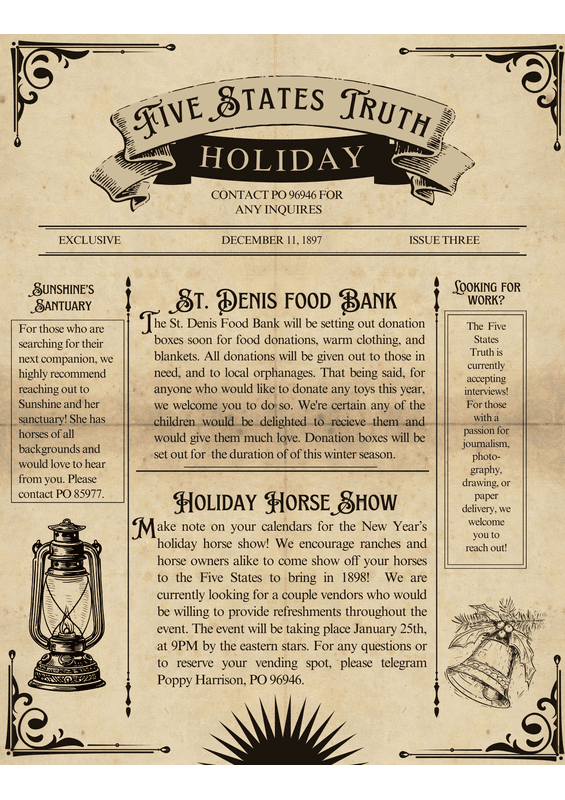 FIVE STATES TRUTH
HOLIDAY
CONTACT PO 96946 FOR
ANY INQUIRES
EXCLUSIVE
DECEMBER 11, 1897
ISSUE THREE
SUNSHINE'S
SANTUARY
For those who are
searching for their
next companion, we
highly recommend
reaching out to
Sunshine and her
sanctuary! She has
horses of all
backgrounds and
would love to hear
from you. Please
contact PO 85977.
ST. DENIS FOOD BANK
The St. Denis Food Bank will be setting out donation
boxes soon for food donations, warm clothing, and
blankets. All donations will be given out to those in
need, and to local orphanages. That being said, for
anyone who would like to donate any toys this year,
we welcome you to do so. We're certain any of the
children would be delighted to recieve them and
would give them much love. Donation boxes will be
set out for the duration of of this winter season.
HOLIDAY HORSE SHOW
Make note on your calendars for the New Year's
holiday horse show! We encourage ranches and
horse owners alike to come show off your horses
to the Five States to bring in 1898! We are
currently looking for a couple vendors who would
be willing to provide refreshments throughout the
event. The event will be taking place January 25th,
at 9PM by the eastern stars. For any questions or
to reserve your vending spot, please telegram
Poppy Harrison, PO 96946.
LOOKING FOR
WORK?
The Five
States
Truth is
currently
accepting
interviews!
For those
with a
passion for
journalism,
photo-
graphy,
drawing, or
paper
delivery, we
welcome
you to
reach out!